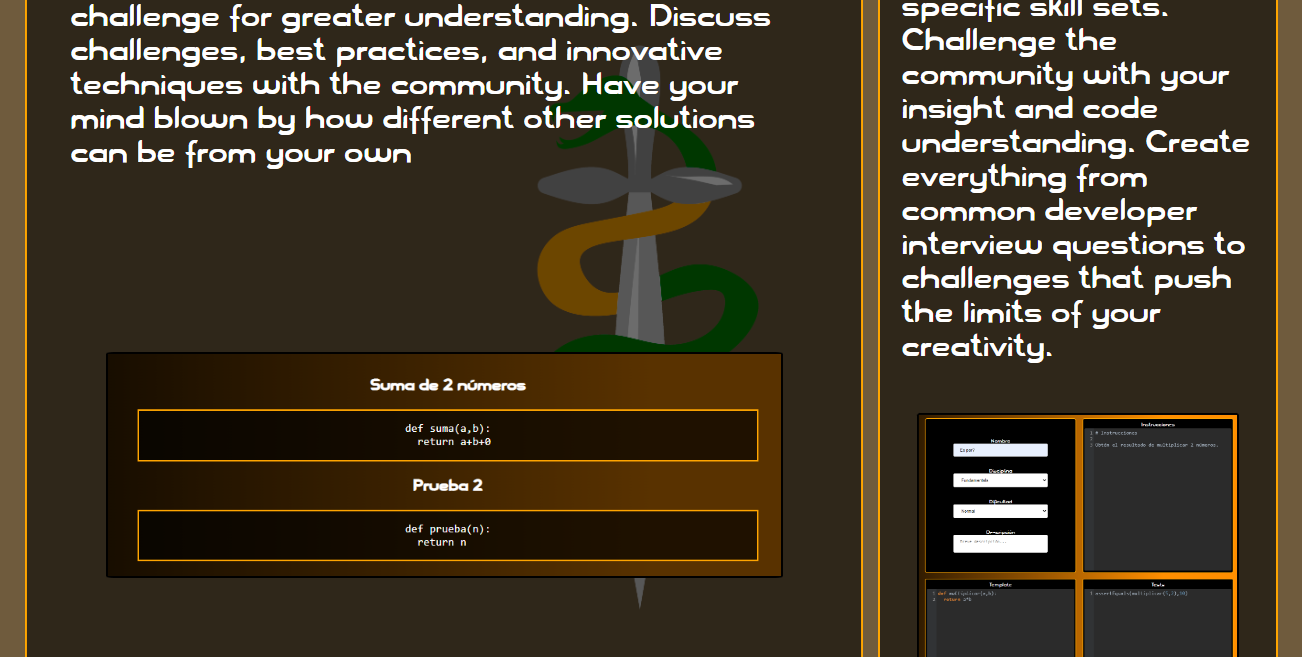 challenge for greater understanding. Discuss
challenges, best practices, and innovative
techniques with the community. Have your
mind blown by how different other solutions
can be from your own
Suma de 2 números
def suma(a,b):
return a+b+0
Prueba 2
def prueba(n):
return n
specific skill sets.
Challenge the
community with your
insight and code
understanding. Create
everything from
common developer
interview questions to
challenges that push
the limits of your
creativity.
Nombre
Disciplina
Fundamentals
Dificultad
Normal
Descripción
Instrucciones
1 # Instrucciones
2
3 Obtén el resultado de multiplicar 2 números.
Template
1 def multiplicar(a,b):
2 return a*b
Tests